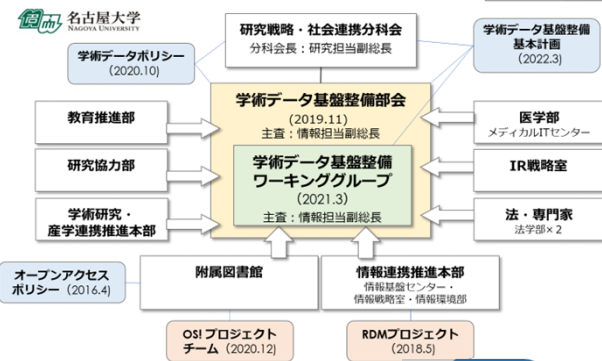 名古屋大学
NAGOYA UNIVERSITY
研究戦略・社会連携分科会
分科会長：研究担当副総長
学術データポリシー
（2020.10）
学術データ基盤整備
基本計画
（2022.3）
学術データ基盤整備部会
（2019.11）
主査：情報担当副総長
学術データ基盤整備
ワーキンググループ
（2021.3）
主査：情報担当副総長
教育推進部
研究協力部
学術研究・
産学連携推進本部
医学部
メディカルITセンター
IR戦略室
法・専門家
法学部×２
附属図書館
情報連携推進本部
情報基盤センター・
情報戦略室・情報環境部
オープンアクセス
ポリシー（2016.4）
OS! プロジェクト
チーム（2020.12）
RDMプロジェクト
（2018.5）